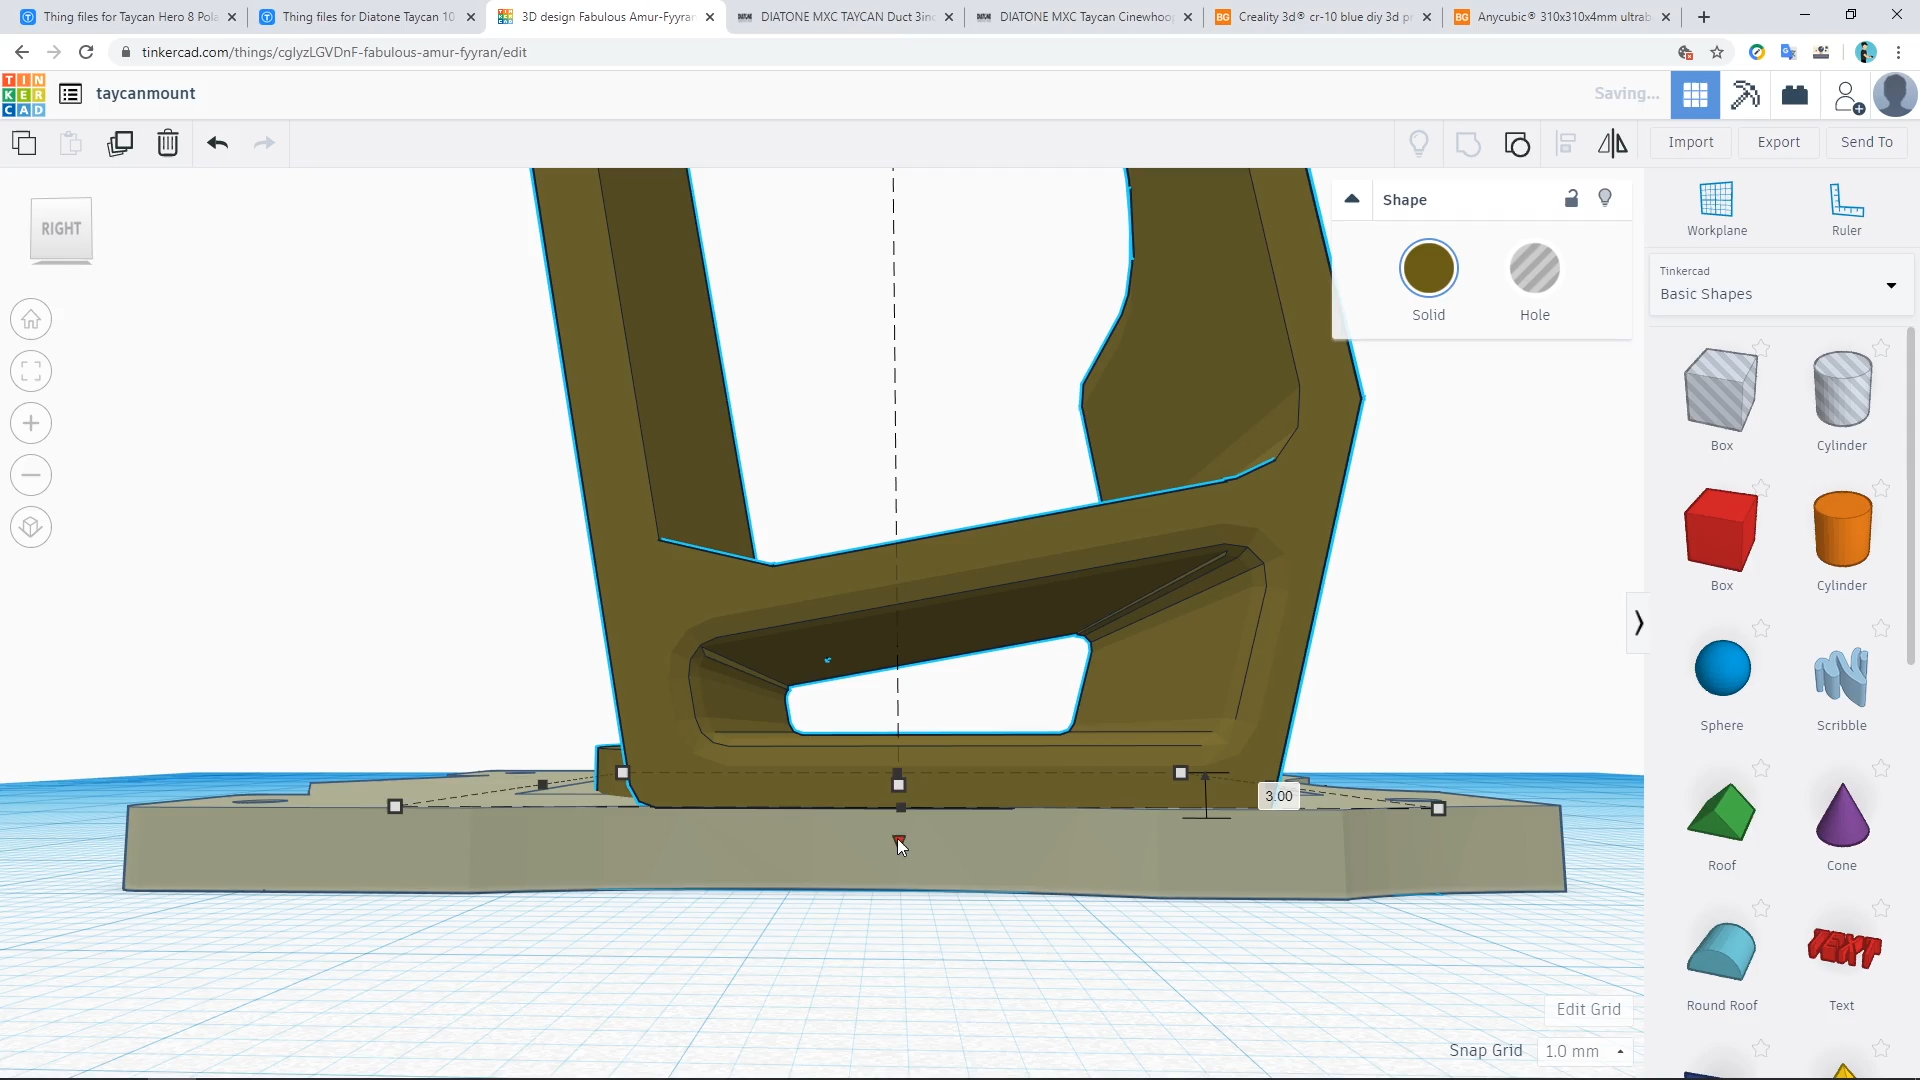 Thing files for Taycan Hero 8 Pola
Thing files for Diatone Taycan 10
3D design Fabulous Amur-Fyyran
DIATONE MXC TAYCAN Duct 3inc
DIATONE MXC Taycan Cinewhoop
BG Creality 3d® cr-10 blue diy 3d p
BG Anycubic® 310x310x4mm ultrab
tinkercad.com/things/cglyzLGVDnF-fabulous-amur-fyyran/edit
TIN
KER
CAD
taycanmount
Saving...
Import
Export
Send To
RIGHT
Shape
Solid
Hole
Workplane
Ruler
Tinkercad
Basic Shapes
Box
Cylinder
Box
Cylinder
Sphere
Scribble
Roof
Cone
TEXT
Round Roof
Text
3.00
Edit Grid
Snap Grid
1.0 mm